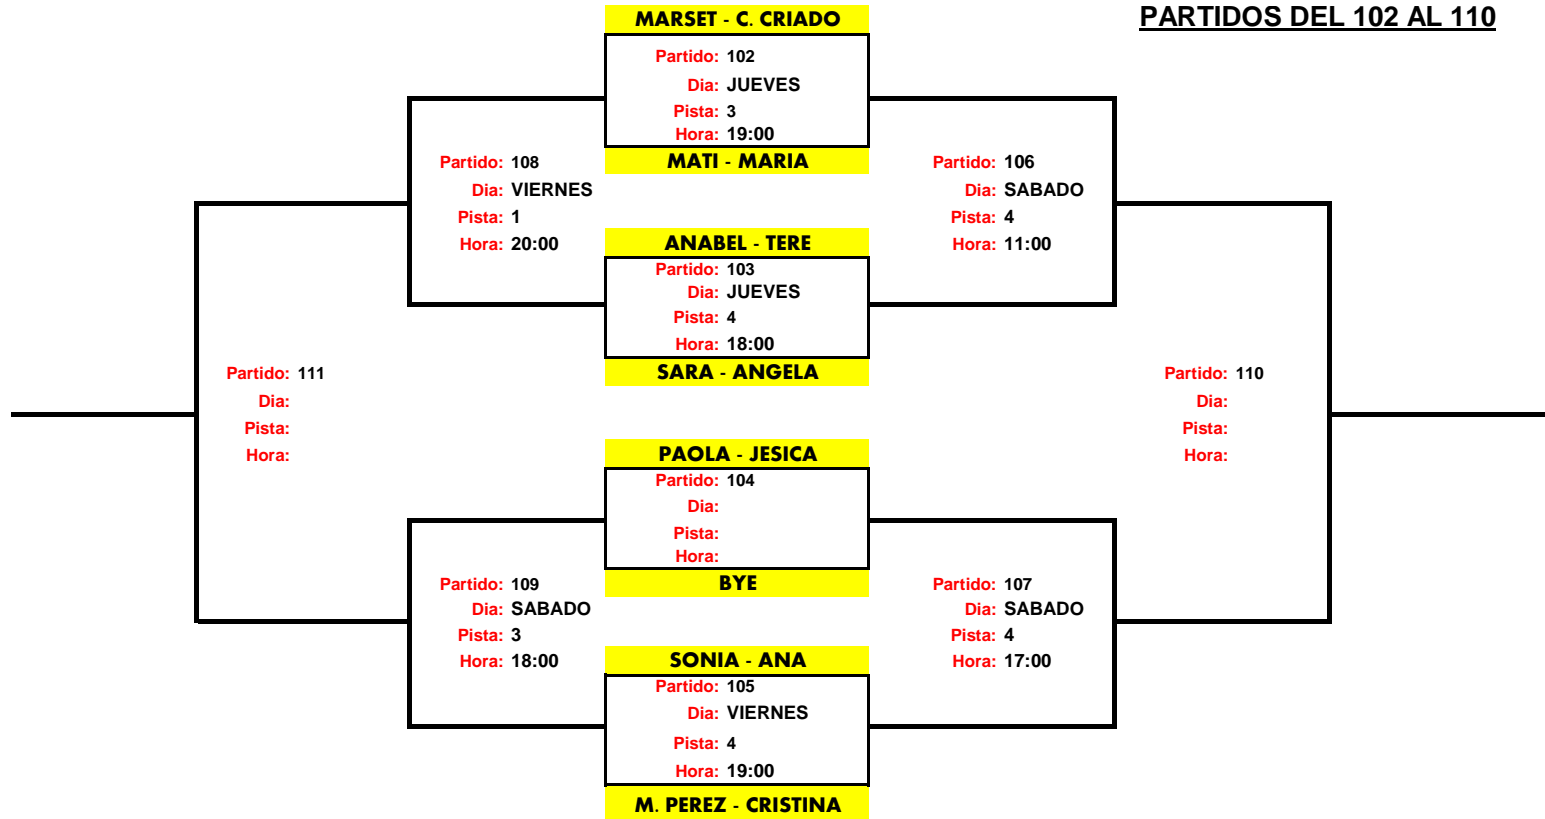 PARTIDOS DEL 102 AL 110
MARSET - C. CRIADO
Partido: 102
Dia: JUEVES
Pista: 3
Hora: 19:00
MATI - MARIA
Partido: 108
Dia: VIERNES
Pista: 1
Hora: 20:00
Partido: 106
Dia: SABADO
Pista: 4
Hora: 11:00
ANABEL - TERE
Partido: 103
Dia: JUEVES
Pista: 4
Hora: 18:00
SARA - ANGELA
Partido: 111
Dia:
Pista:
Hora:
Partido: 110
Dia:
Pista:
Hora:
PAOLA - JESICA
Partido: 104
Dia:
Pista:
Hora:
BYE
Partido: 109
Dia: SABADO
Pista: 3
Hora: 18:00
Partido: 107
Dia: SABADO
Pista: 4
Hora: 17:00
SONIA - ANA
Partido: 105
Dia: VIERNES
Pista: 4
Hora: 19:00
M. PEREZ - CRISTINA